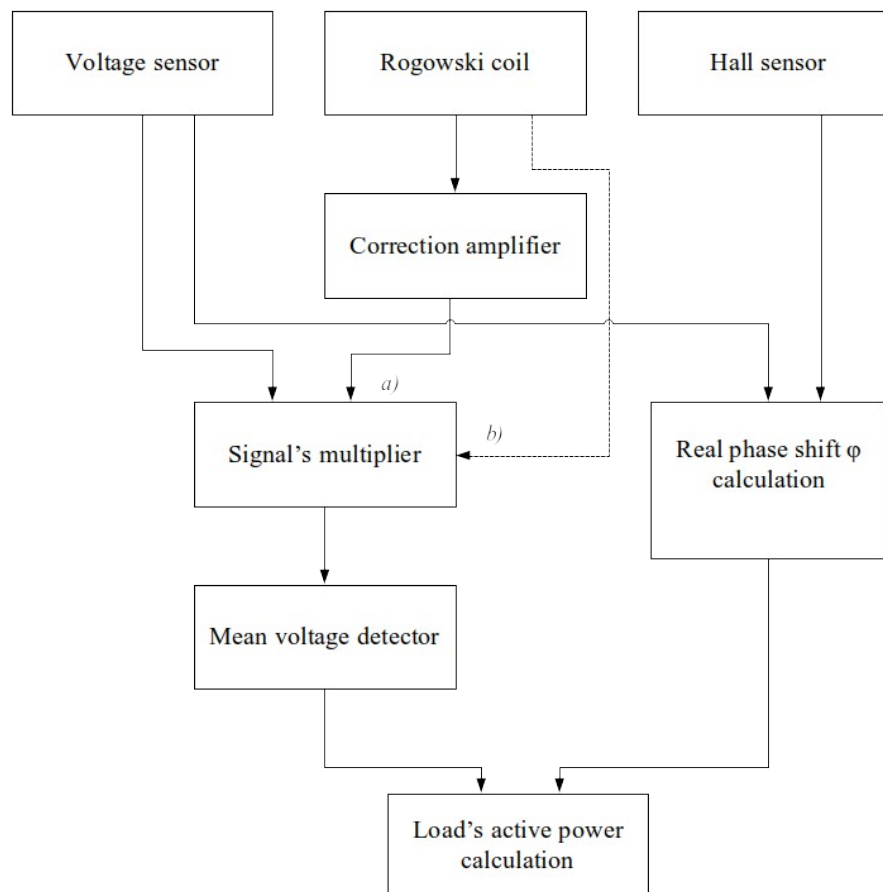 Voltage sensor
Rogowski coil
Hall sensor
Correction amplifier
a)
b)
Signal’s multiplier
Real phase shift φ
calculation
Mean voltage detector
Load’s active power
calculation